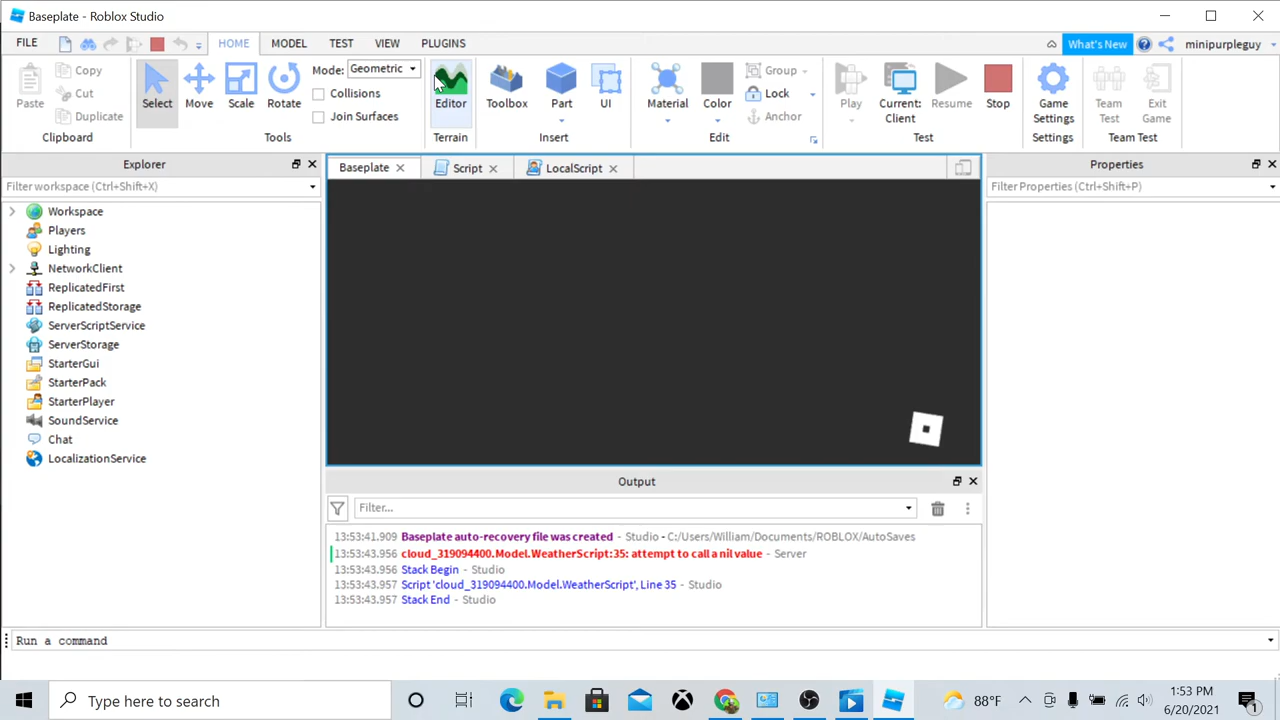 Baseplate - Roblox Studio
FILE HOME MODEL TEST VIEW PLUGINS What's New minipurpleguy
Paste Copy Cut Duplicate Clipboard
Select Move Scale Rotate Tools
Mode: Geometric
Collisions
Join Surfaces
Editor Terrain
Toolbox Part UI Insert
Material Color Group Lock Anchor Edit
Play Current: Client Resume Stop Test
Game Settings Settings
Team Test Exit Game Team Test
Explorer
Filter workspace (Ctrl+Shift+X)
Workspace
Players
Lighting
NetworkClient
ReplicatedFirst
ReplicatedStorage
ServerScriptService
ServerStorage
StarterGui
StarterPack
StarterPlayer
SoundService
Chat
LocalizationService
Baseplate Script LocalScript
Properties
Filter Properties (Ctrl+Shift+P)
Output
Filter...
13:53:41.909 Baseplate auto-recovery file was created - Studio - C:/Users/William/Documents/ROBLOX/AutoSaves
13:53:43.956 cloud_319094400.Model.WeatherScript:35: attempt to call a nil value - Server
13:53:43.956 Stack Begin - Studio
13:53:43.957 Script 'cloud_319094400.Model.WeatherScript', Line 35 - Studio
13:53:43.957 Stack End - Studio
Run a command
Type here to search
88°F
1:53 PM
6/20/2021
1